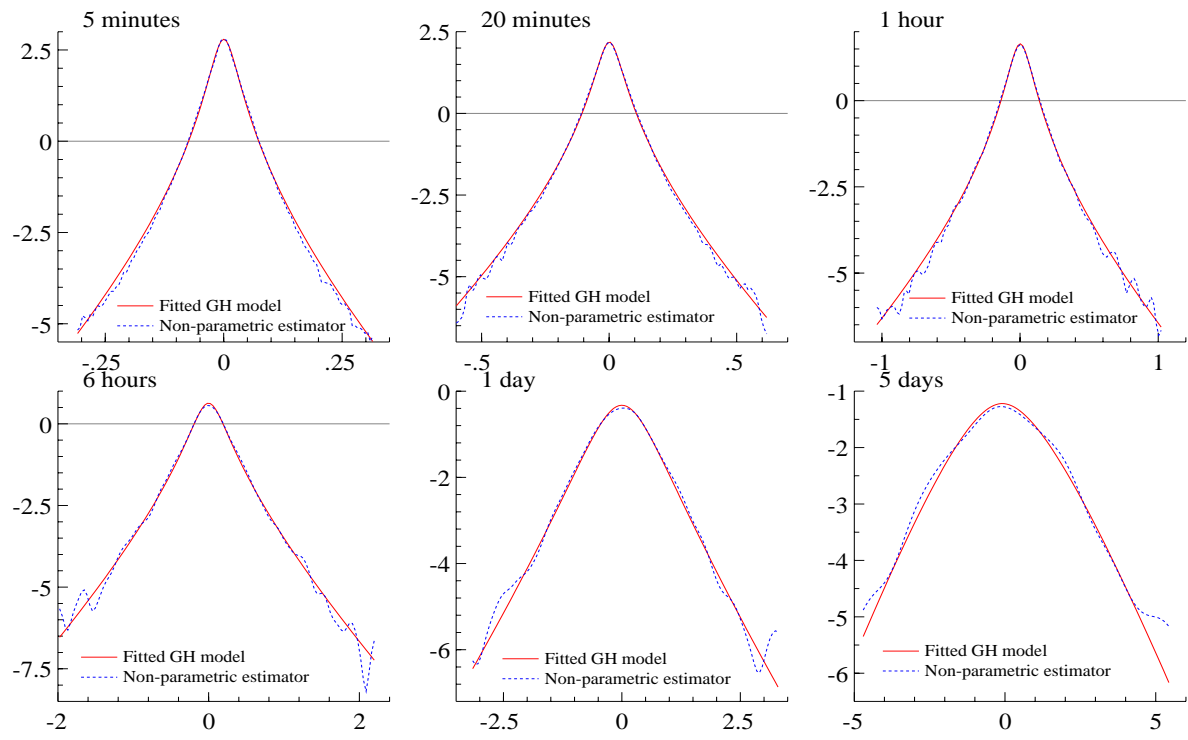 5 minutes
2.5
0
-2.5
-5
Fitted GH model
Non-parametric estimator
-.25 0 .25
20 minutes
2.5
0
-2.5
-5
Fitted GH model
Non-parametric estimator
-.5 0 .5
1 hour
0
-2.5
-5
Fitted GH model
Non-parametric estimator
-1 0 1
6 hours
0
-2.5
-5
-7.5
Fitted GH model
Non-parametric estimator
-2 0 2
1 day
0
-2
-4
-6
Fitted GH model
Non-parametric estimator
-2.5 0 2.5
5 days
-1
-2
-3
-4
-5
-6
Fitted GH model
Non-parametric estimator
-5 0 5